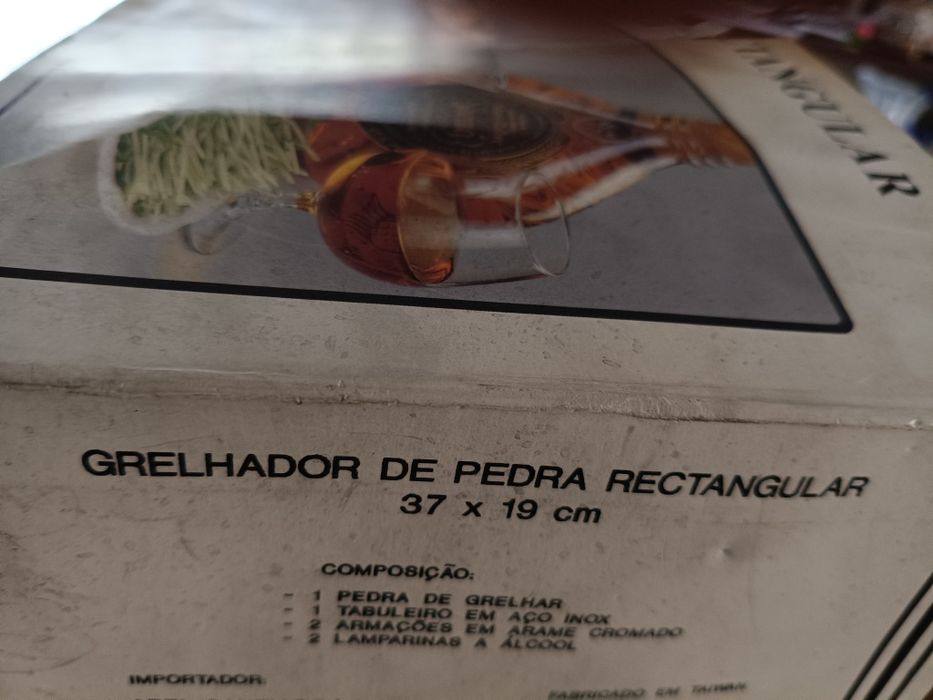 TANGULAR
GRELHADOR DE PEDRA RECTANGULAR
37 x 19 cm
COMPOSIÇÃO:
- 1 PEDRA DE GRELHAR
- 1 TABULEIRO EM AÇO INOX
- 2 ARMAÇÕES EM ARAME CROMADO
- 2 LAMPARINAS A ÁLCOOL
IMPORTADOR:
FABRICADO EM TAIWAN